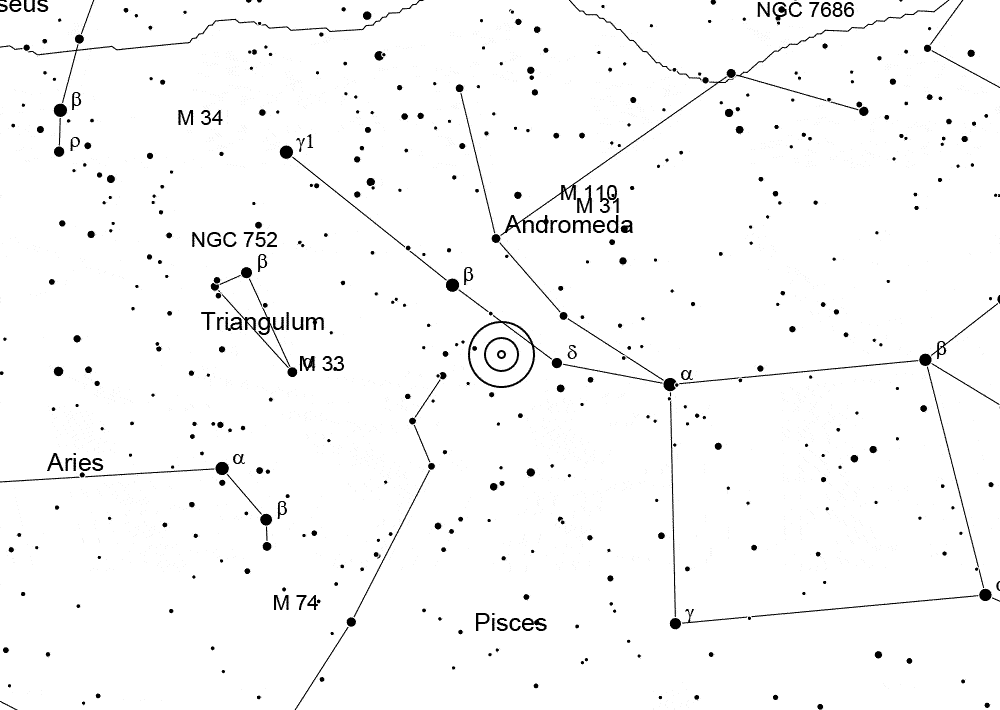 seus
NGC 7686
β
M 34
ρ
γ1
M 110
M 31
Andromeda
NGC 752
β
β
Triangulum
M 33
δ
α
β
Aries
α
β
M 74
Pisces
γ